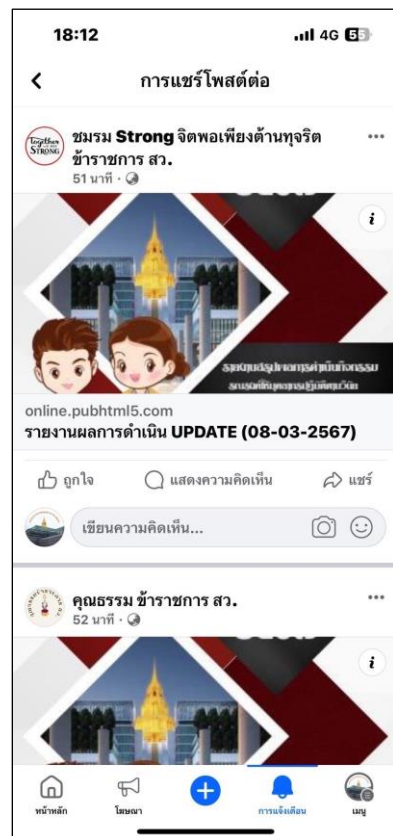 18:12
4G 55
การแชร์โพสต์ต่อ
Together
STRONG
ชมรม Strong จิตพอเพียงต้านทุจริต
ข้าราชการ สว.
51 นาที ·
i
online.pubhtml5.com
รายงานผลการดำเนิน UPDATE (08-03-2567)
ถูกใจ
แสดงความคิดเห็น
แชร์
เขียนความคิดเห็น...
คุณธรรม ข้าราชการ สว.
52 นาที ·
i
หน้าหลัก
โฆษณา
การแจ้งเตือน
เมนู